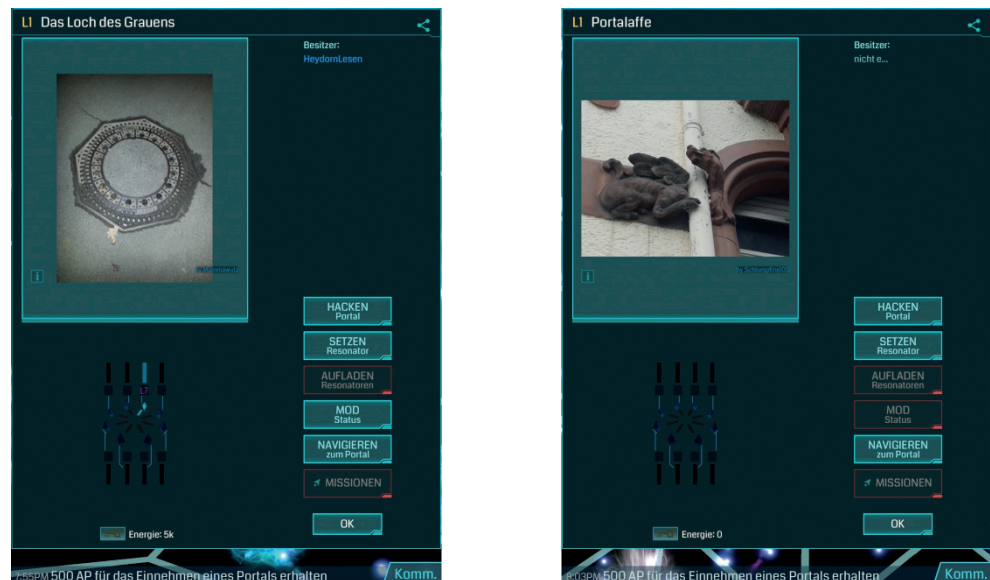 L1 Das Loch des Grauens
Besitzer:
HeydornLesen
i
HACKEN
Portal
SETZEN
Resonator
L7
AUFLADEN
Resonatoren
MOD
Status
NAVIGIEREN
zum Portal
MISSIONEN
OK
Energie: 5k
7:55PM 500 AP für das Einnehmen eines Portals erhalten
Komm.
L1 Portalaffe
Besitzer:
nicht e...
i
HACKEN
Portal
SETZEN
Resonator
AUFLADEN
Resonatoren
MOD
Status
NAVIGIEREN
zum Portal
MISSIONEN
OK
Energie: 0
8:03PM 500 AP für das Einnehmen eines Portals erhalten
Komm.